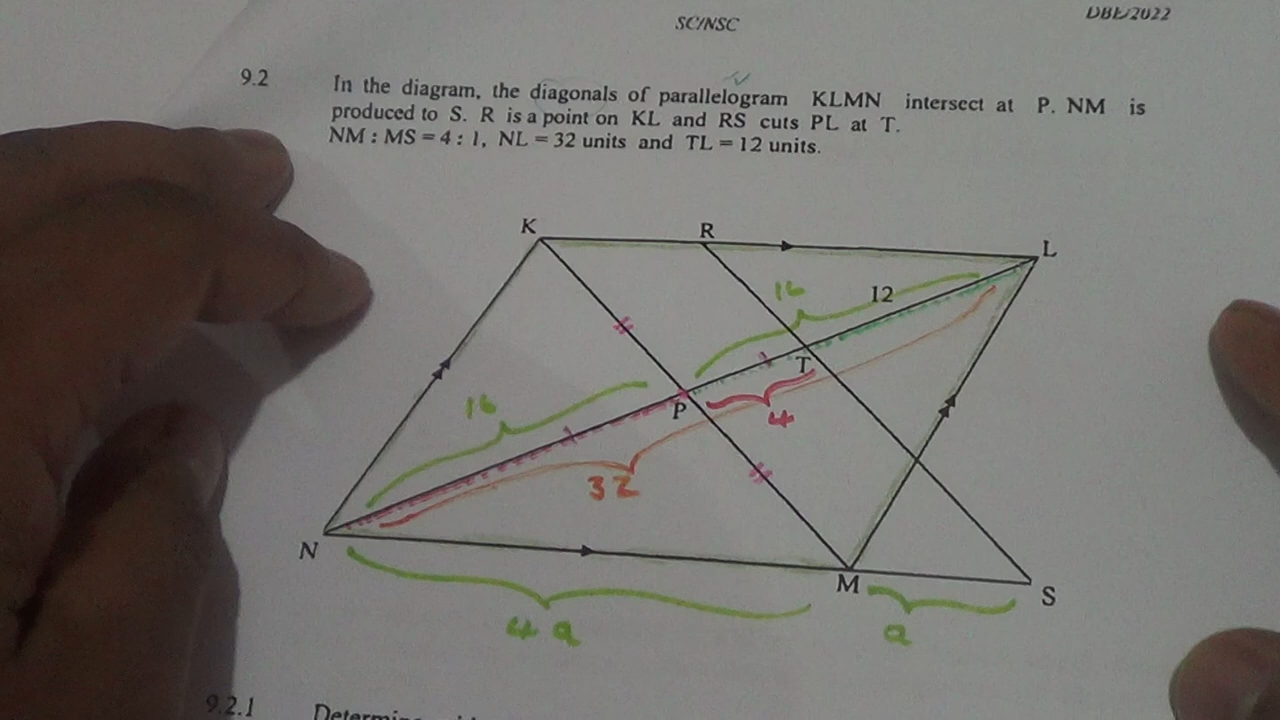 SC/NSC
DBE/2022
9.2 In the diagram, the diagonals of parallelogram KLMN intersect at P. NM is
produced to S. R is a point on KL and RS cuts PL at T.
NM : MS = 4 : 1, NL = 32 units and TL = 12 units.
K
R
L
16
12
T
16
P
4
32
N
M
S
4a
a
9.2.1